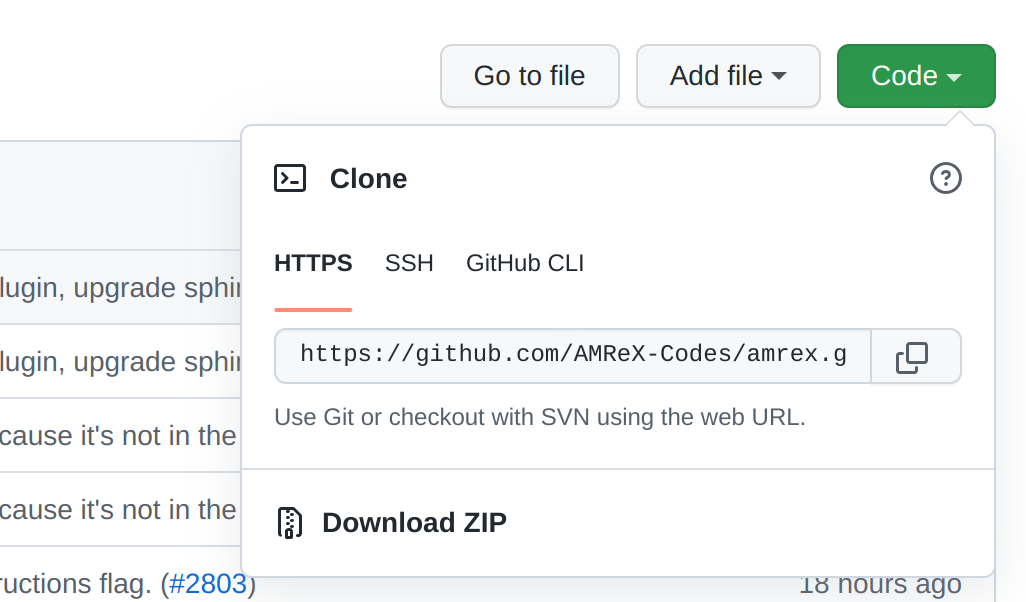 Go to file Add file Code
Clone
HTTPS SSH GitHub CLI
https://github.com/AMReX-Codes/amrex.g
Use Git or checkout with SVN using the web URL.
Download ZIP
lugin, upgrade sphin
lugin, upgrade sphin
cause it's not in the
cause it's not in the
ructions flag. (#2803)
18 hours ago